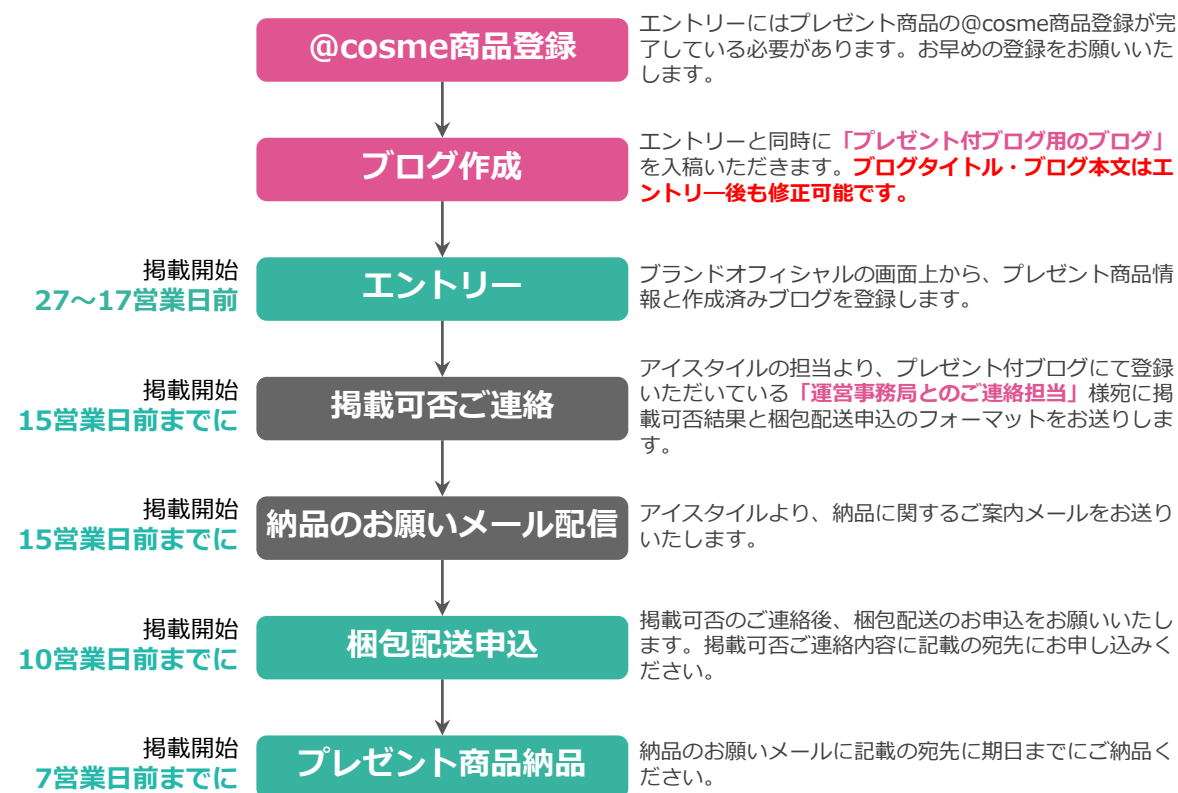 @cosme商品登録
エントリーにはプレゼント商品の@cosme商品登録が完
了している必要があります。お早めの登録をお願いいた
します。
ブログ作成
エントリーと同時に「プレゼント付ブログ用のブログ」
を入稿いただきます。ブログタイトル・ブログ本文はエ
ントリ―後も修正可能です。
掲載開始
27～17営業日前
エントリー
ブランドオフィシャルの画面上から、プレゼント商品情
報と作成済みブログを登録します。
掲載開始
15営業日前までに
掲載可否ご連絡
アイスタイルの担当より、プレゼント付ブログにて登録
いただいている「運営事務局とのご連絡担当」様宛に掲
載可否結果と梱包配送申込のフォーマットをお送りしま
す。
掲載開始
15営業日前までに
納品のお願いメール配信
アイスタイルより、納品に関するご案内メールをお送り
いたします。
掲載開始
10営業日前までに
梱包配送申込
掲載可否のご連絡後、梱包配送のお申込をお願いいたし
ます。掲載可否ご連絡内容に記載の宛先にお申し込みく
ださい。
掲載開始
7営業日前までに
プレゼント商品納品
納品のお願いメールに記載の宛先に期日までにご納品く
ださい。